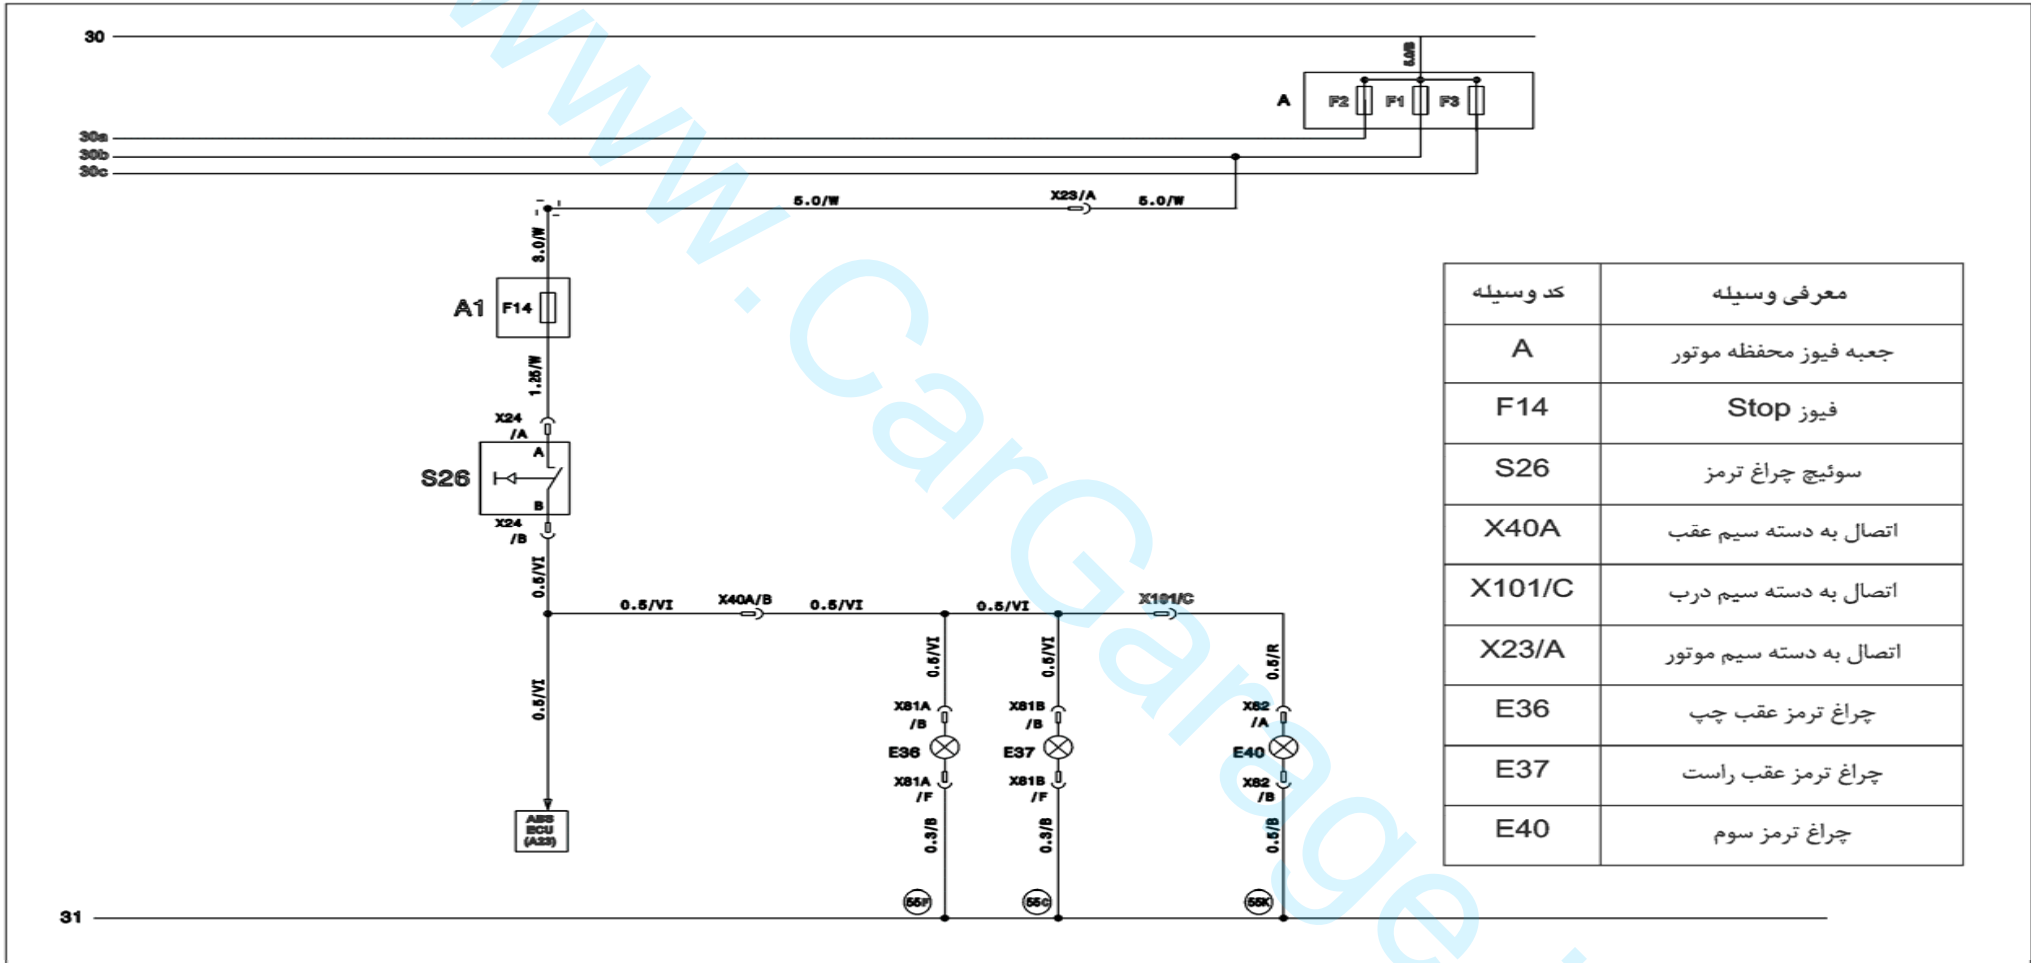 30
5.0/B
A
F2
F1
F3
30a
30b
30c
5.0/W
X23/A
5.0/W
3.0/W
A1
F14
1.25/W
X24
/A
A
S26
B
X24
/B
0.5/VI
0.5/VI
X40A/B
0.5/VI
0.5/VI
X101/C
0.5/VI
0.5/VI
0.5/VI
0.5/R
X81A
/B
X81B
/B
X82
/A
E36
E37
E40
X81A
/F
X81B
/F
X82
/B
0.3/B
0.3/B
0.5/B
ABS
ECU
(A23)
55F
55C
55K
31
کد وسیله معرفی وسیله
A جعبه فیوز محفظه موتور
F14 فیوز Stop
S26 سوئیچ چراغ ترمز
X40A اتصال به دسته سیم عقب
X101/C اتصال به دسته سیم درب
X23/A اتصال به دسته سیم موتور
E36 چراغ ترمز عقب چپ
E37 چراغ ترمز عقب راست
E40 چراغ ترمز سوم
www.CarGarage.